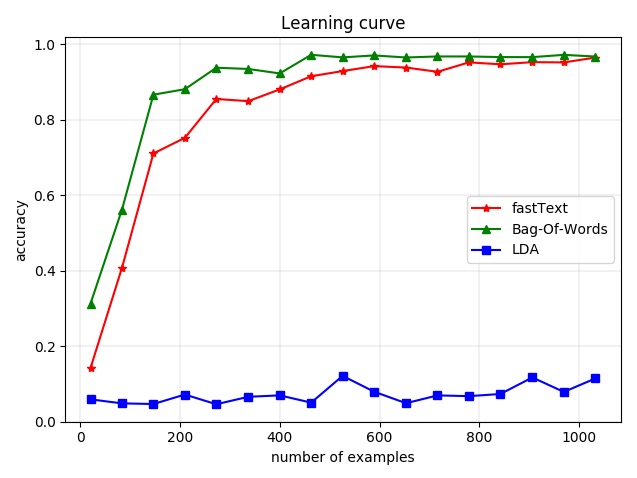 Learning curve
1.0
0.8
0.6
0.4
0.2
0.0
accuracy
fastText
Bag-Of-Words
LDA
0 200 400 600 800 1000
number of examples